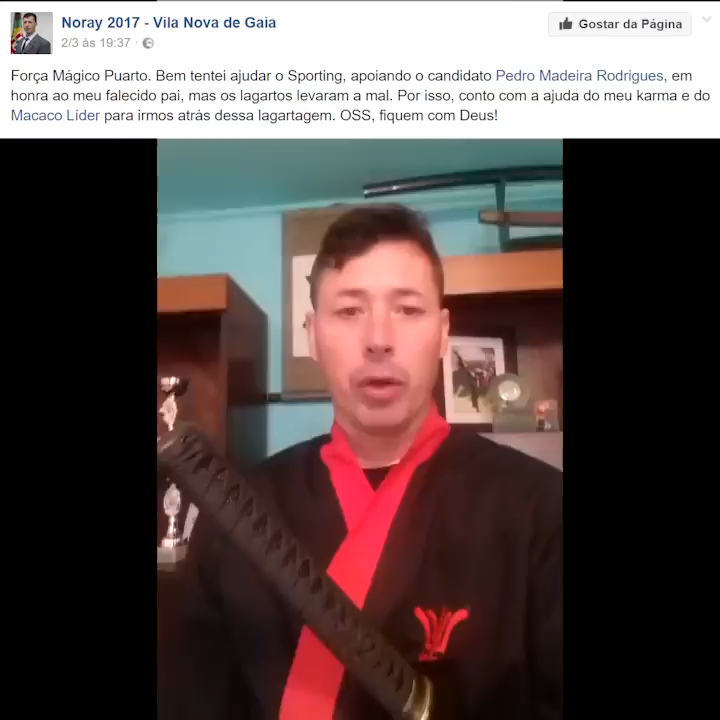 Noray 2017 - Vila Nova de Gaia
Gostar da Página
2/3 às 19:37 ·
Força Mágico Puarto. Bem tentei ajudar o Sporting, apoiando o candidato Pedro Madeira Rodrigues, em
honra ao meu falecido pai, mas os lagartos levaram a mal. Por isso, conto com a ajuda do meu karma e do
Macaco Líder para irmos atrás dessa lagartagem. OSS, fiquem com Deus!